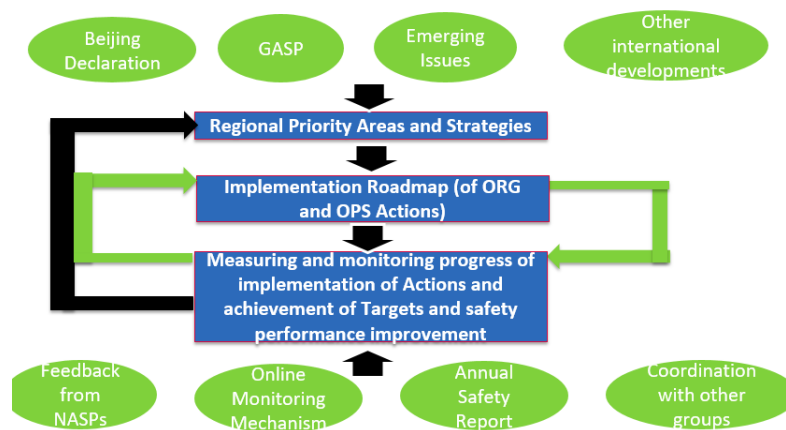 Beijing
Declaration
GASP
Emerging
Issues
Other
international
developments
Regional Priority Areas and Strategies
Implementation Roadmap (of ORG
and OPS Actions)
Measuring and monitoring progress of
implementation of Actions and
achievement of Targets and safety
performance improvement
Feedback
from
NASPs
Online
Monitoring
Mechanism
Annual
Safety
Report
Coordination
with other
groups